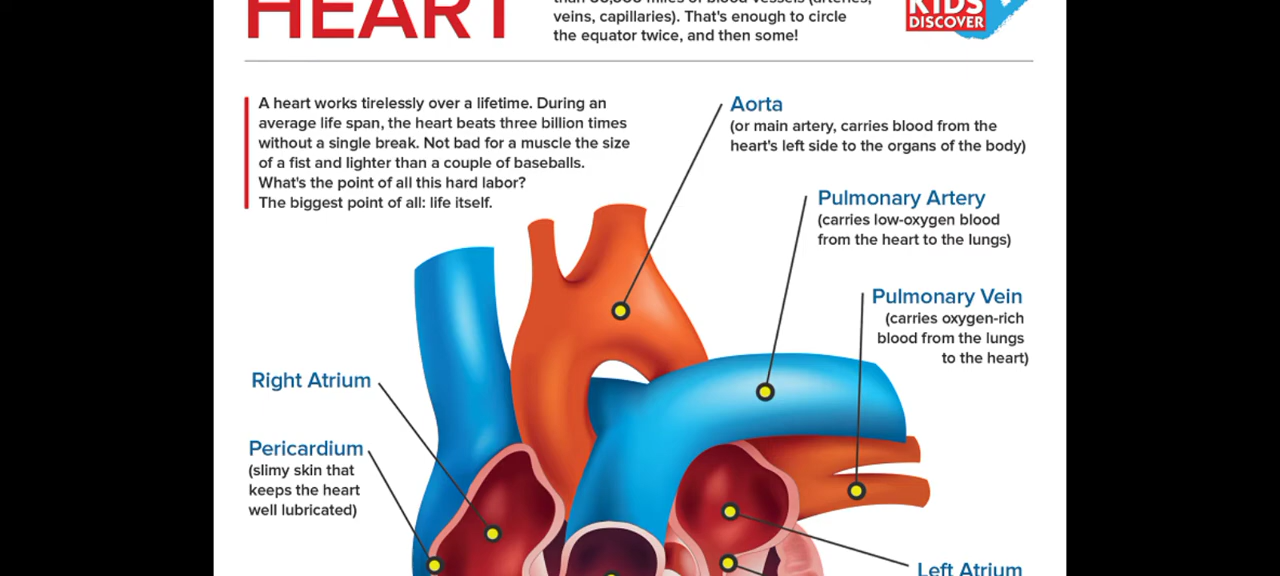 HEART
veins, capillaries). That's enough to circle
the equator twice, and then some!
KIDS
DISCOVER
A heart works tirelessly over a lifetime. During an
average life span, the heart beats three billion times
without a single break. Not bad for a muscle the size
of a fist and lighter than a couple of baseballs.
What's the point of all this hard labor?
The biggest point of all: life itself.
Aorta
(or main artery, carries blood from the
heart's left side to the organs of the body)
Pulmonary Artery
(carries low-oxygen blood
from the heart to the lungs)
Pulmonary Vein
(carries oxygen-rich
blood from the lungs
to the heart)
Right Atrium
Pericardium
(slimy skin that
keeps the heart
well lubricated)
Left Atrium